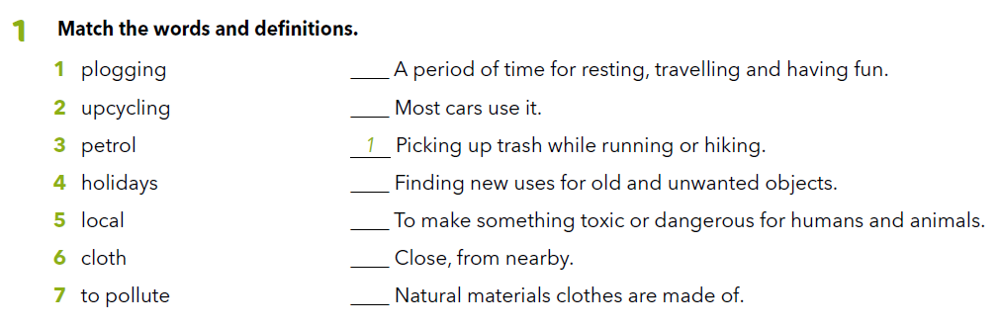 1 Match the words and definitions.
1 plogging ____ A period of time for resting, travelling and having fun.
2 upcycling ____ Most cars use it.
3 petrol 1 Picking up trash while running or hiking.
4 holidays ____ Finding new uses for old and unwanted objects.
5 local ____ To make something toxic or dangerous for humans and animals.
6 cloth ____ Close, from nearby.
7 to pollute ____ Natural materials clothes are made of.